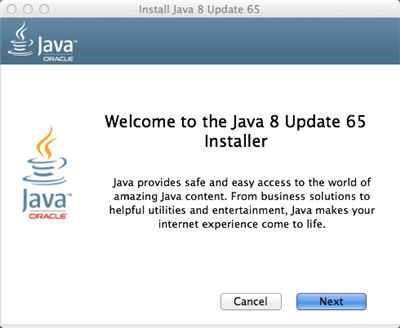 Install Java 8 Update 65
Java™
ORACLE
Welcome to the Java 8 Update 65
Installer
Java™
ORACLE
Java provides safe and easy access to the world of
amazing Java content. From business solutions to
helpful utilities and entertainment, Java makes your
internet experience come to life.
Cancel
Next